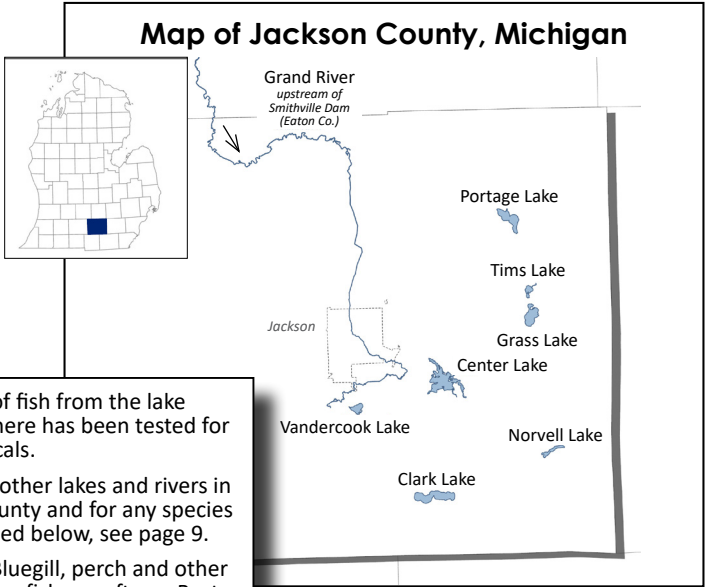 Map of Jackson County, Michigan
Grand River
upstream of
Smithville Dam
(Eaton Co.)
Portage Lake
Tims Lake
Jackson
Grass Lake
Center Lake
Vandercook Lake
Norvell Lake
Clark Lake
of fish from the lake
here has been tested for
cals.
other lakes and rivers in
unty and for any species
ed below, see page 9.
Bluegill, perch and other